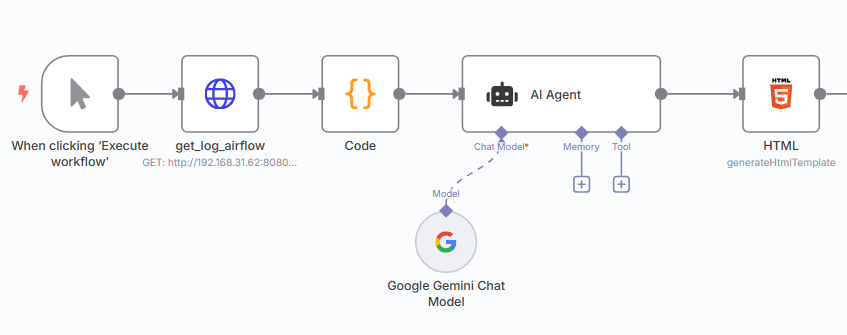 AI Agent
HTML
5
When clicking ‘Execute
workflow’
get_log_airflow
GET: http://192.168.31.62:8080...
Code
Chat Model*
Memory
Tool
HTML
generateHtmlTemplate
Model
G
Google Gemini Chat
Model